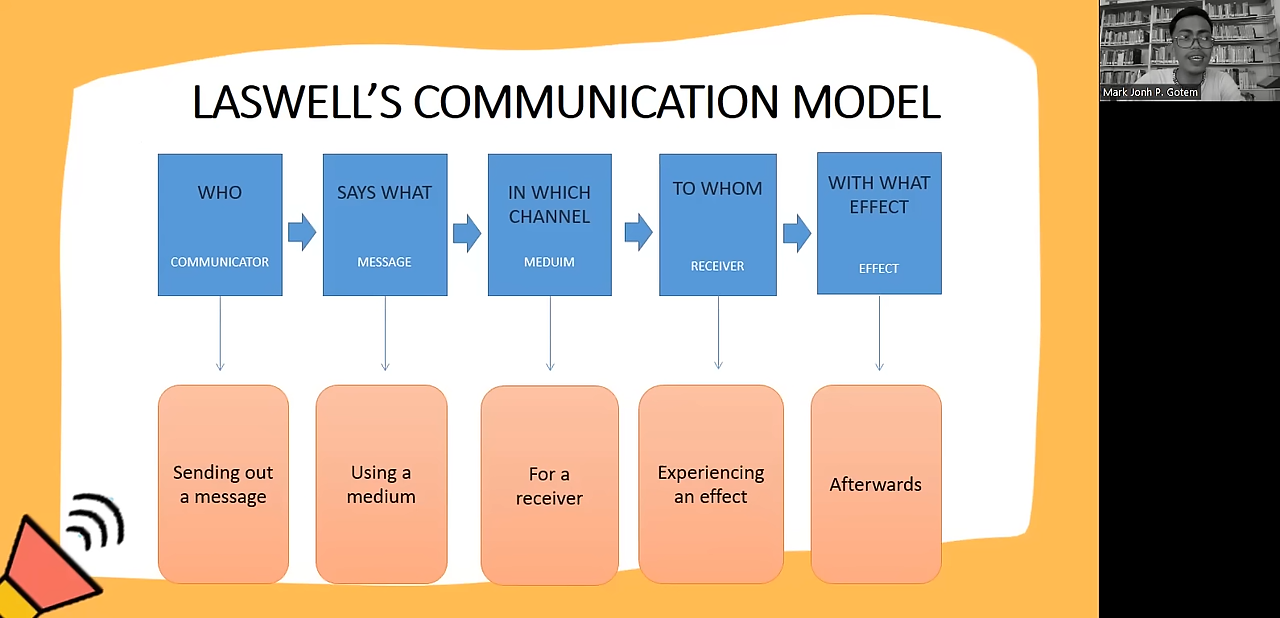 LASWELL'S COMMUNICATION MODEL
WHO
COMMUNICATOR
SAYS WHAT
MESSAGE
IN WHICH
CHANNEL
MEDUIM
TO WHOM
RECEIVER
WITH WHAT
EFFECT
EFFECT
Sending out
a message
Using a
medium
For a
receiver
Experiencing
an effect
Afterwards
Mark Jonh P. Gotem